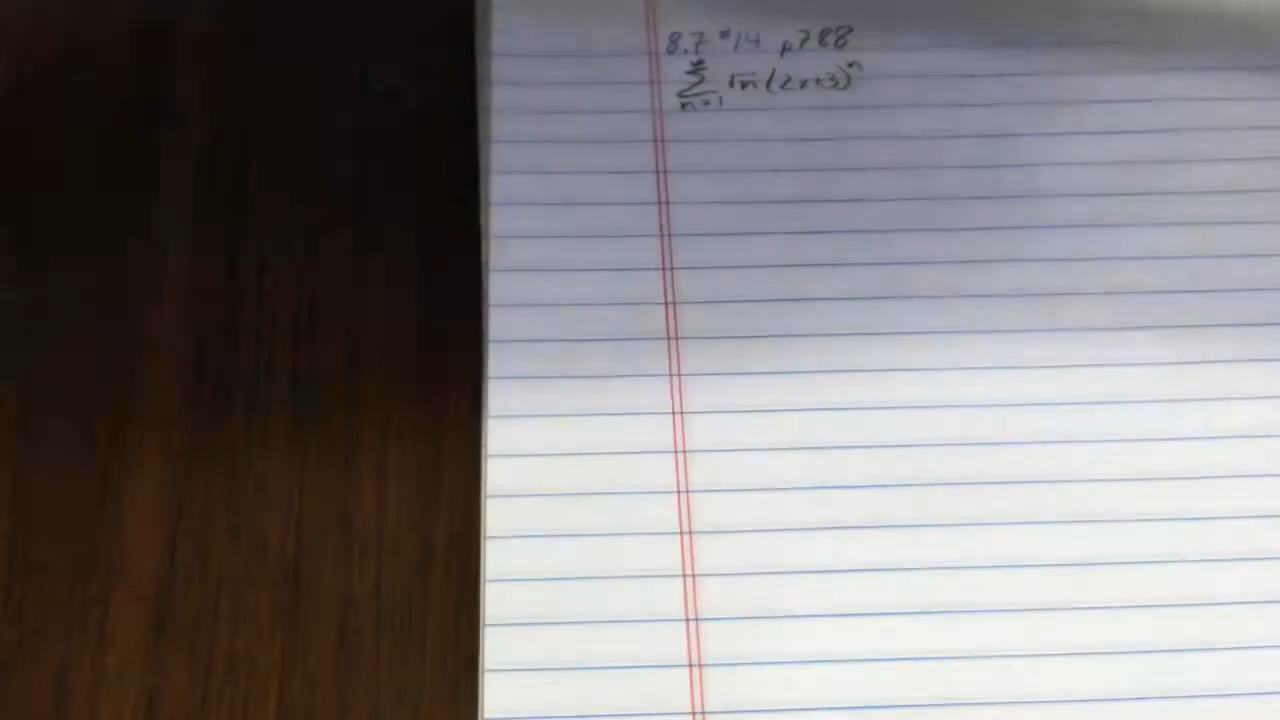 8.7 #14 p788
∞
∑ √n (2x+3)ⁿ
n=1